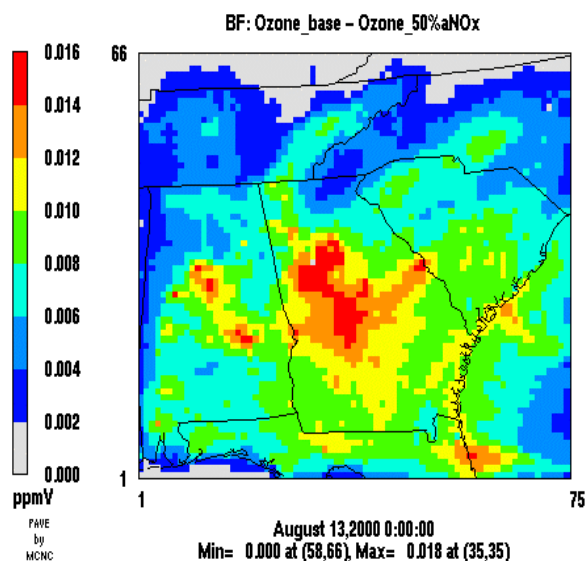 BF: Ozone_base – Ozone_50%aNOx
0.016
0.014
0.012
0.010
0.008
0.006
0.004
0.002
0.000
ppmV
PAVE
by
MCNC
66
1
1
75
August 13,2000 0:00:00
Min= 0.000 at (58,66), Max= 0.018 at (35,35)